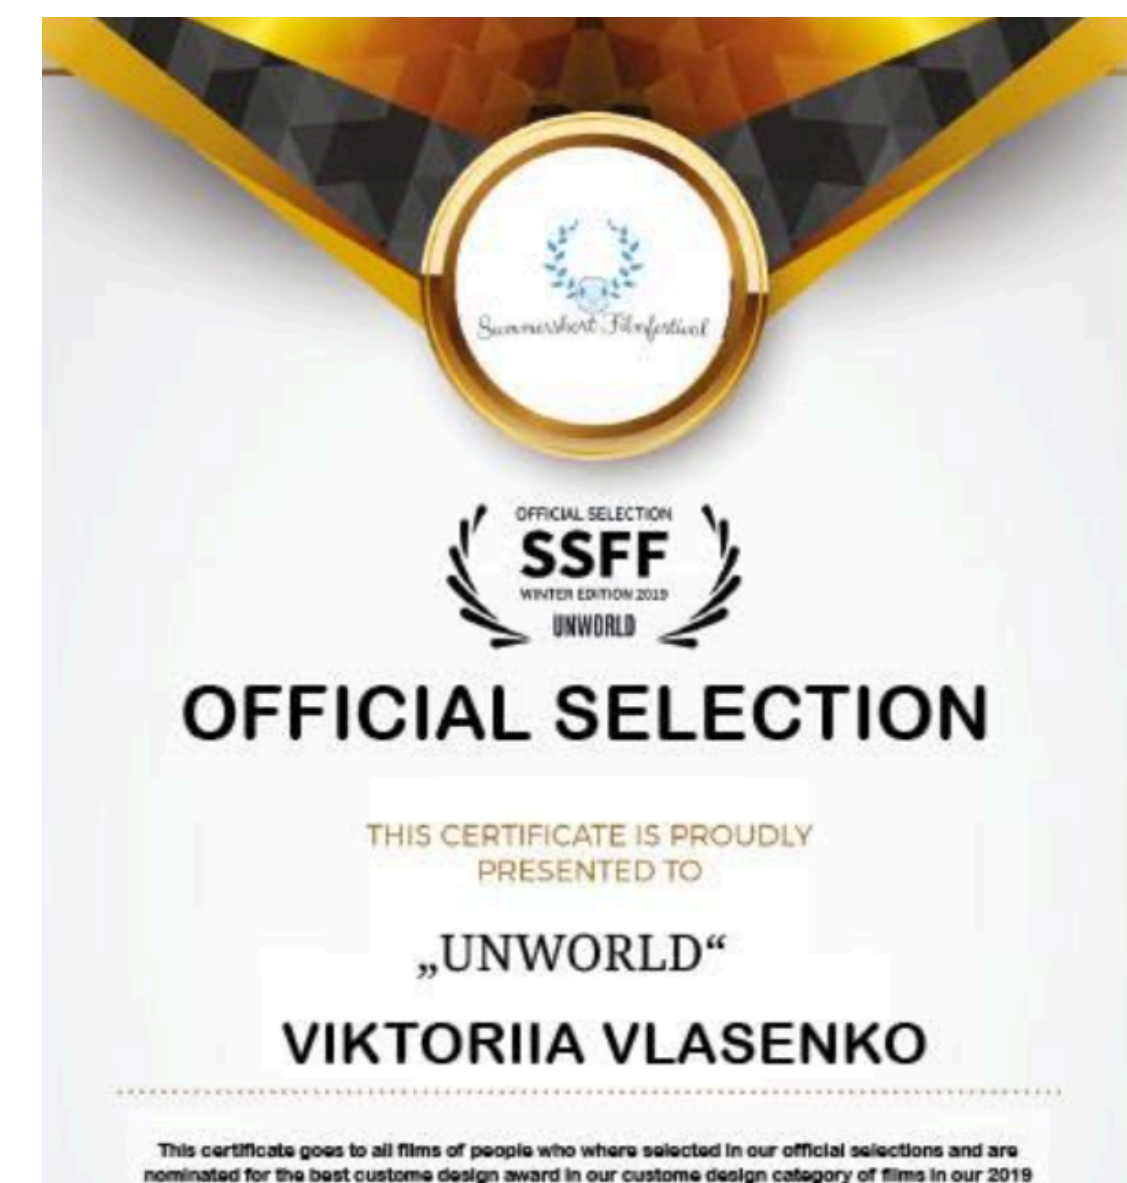 Summershort Filmfestival
OFFICIAL SELECTION
SSFF
WINTER EDITION 2019
UNWORLD
OFFICIAL SELECTION
THIS CERTIFICATE IS PROUDLY
PRESENTED TO
„UNWORLD“
VIKTORIIA VLASENKO
This certificate goes to all films of people who where selected in our official selections and are
nominated for the best custome design award in our custome design category of films in our 2019